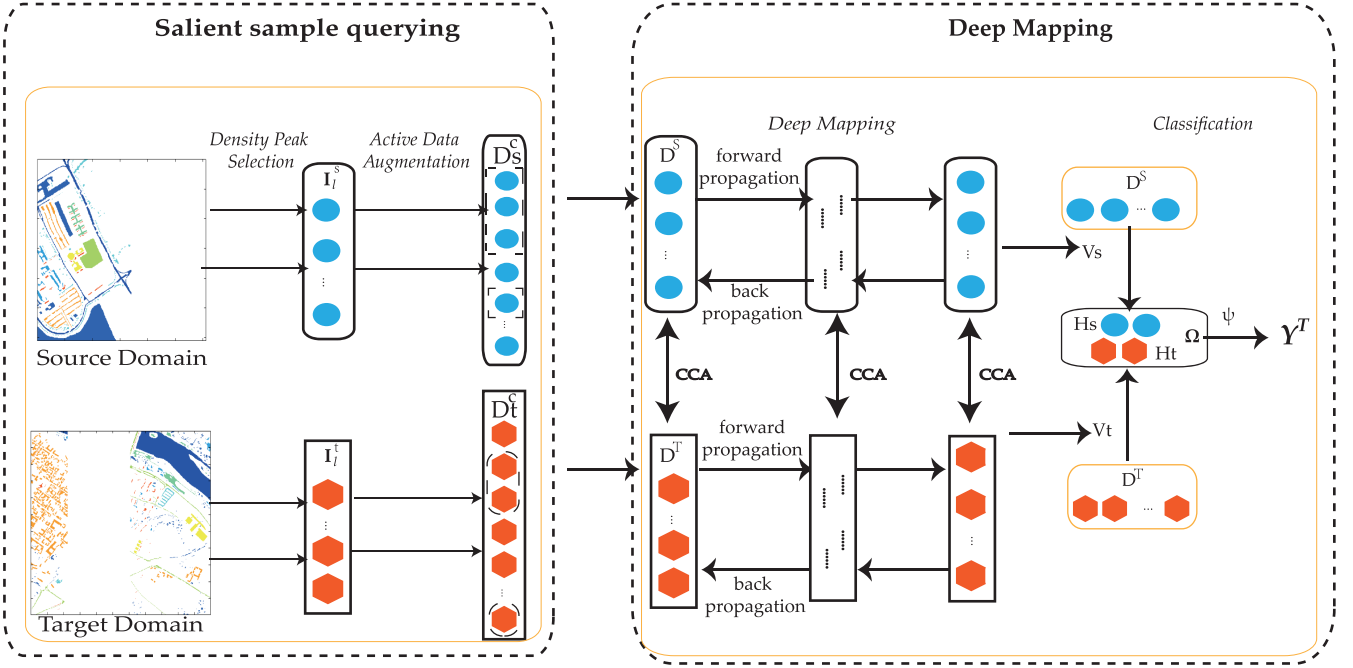 Salient sample querying
Density Peak
Selection
Active Data
Augmentation
I_l^s
D_s^c
...
...
Source Domain
I_l^t
D_t^c
...
...
Target Domain
Deep Mapping
Deep Mapping
Classification
D^S
forward
propagation
...
...
back
propagation
CCA
CCA
CCA
D^T
forward
propagation
...
...
back
propagation
D^S
...
Vs
Hs
Ht
Ω
ψ
Y^T
Vt
D^T
...